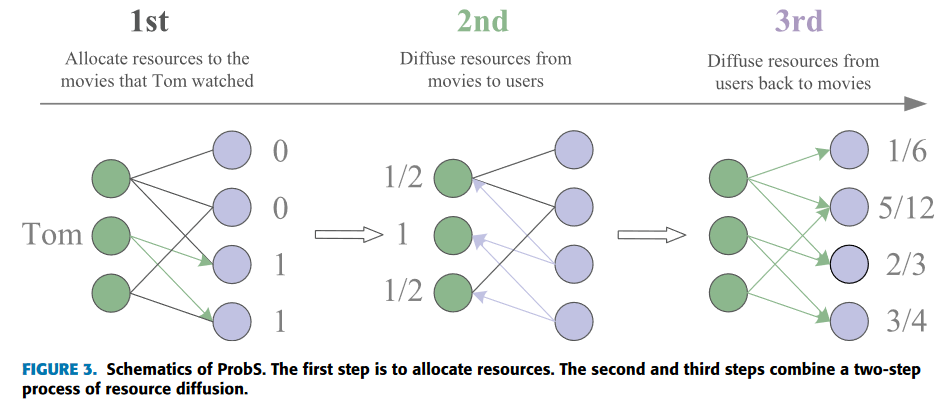 1st
2nd
3rd
Allocate resources to the
movies that Tom watched
Diffuse resources from
movies to users
Diffuse resources from
users back to movies
0
0
Tom
1
1
1/2
1
1/2
1/6
5/12
2/3
3/4
FIGURE 3. Schematics of ProbS. The first step is to allocate resources. The second and third steps combine a two-step
process of resource diffusion.